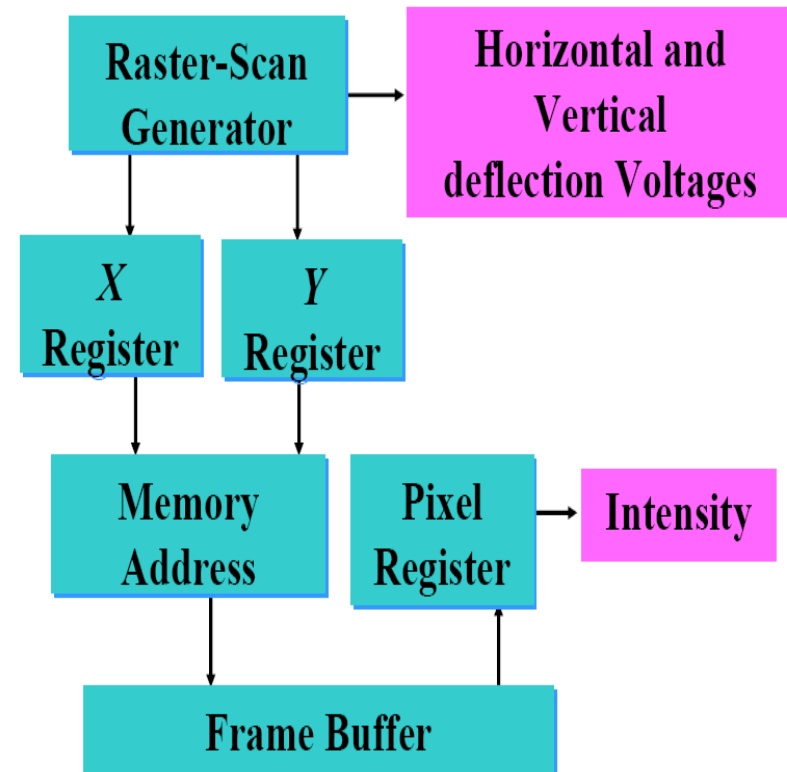 Raster-Scan
Generator
Horizontal and
Vertical
deflection Voltages
X
Register
Y
Register
Memory
Address
Pixel
Register
Intensity
Frame Buffer